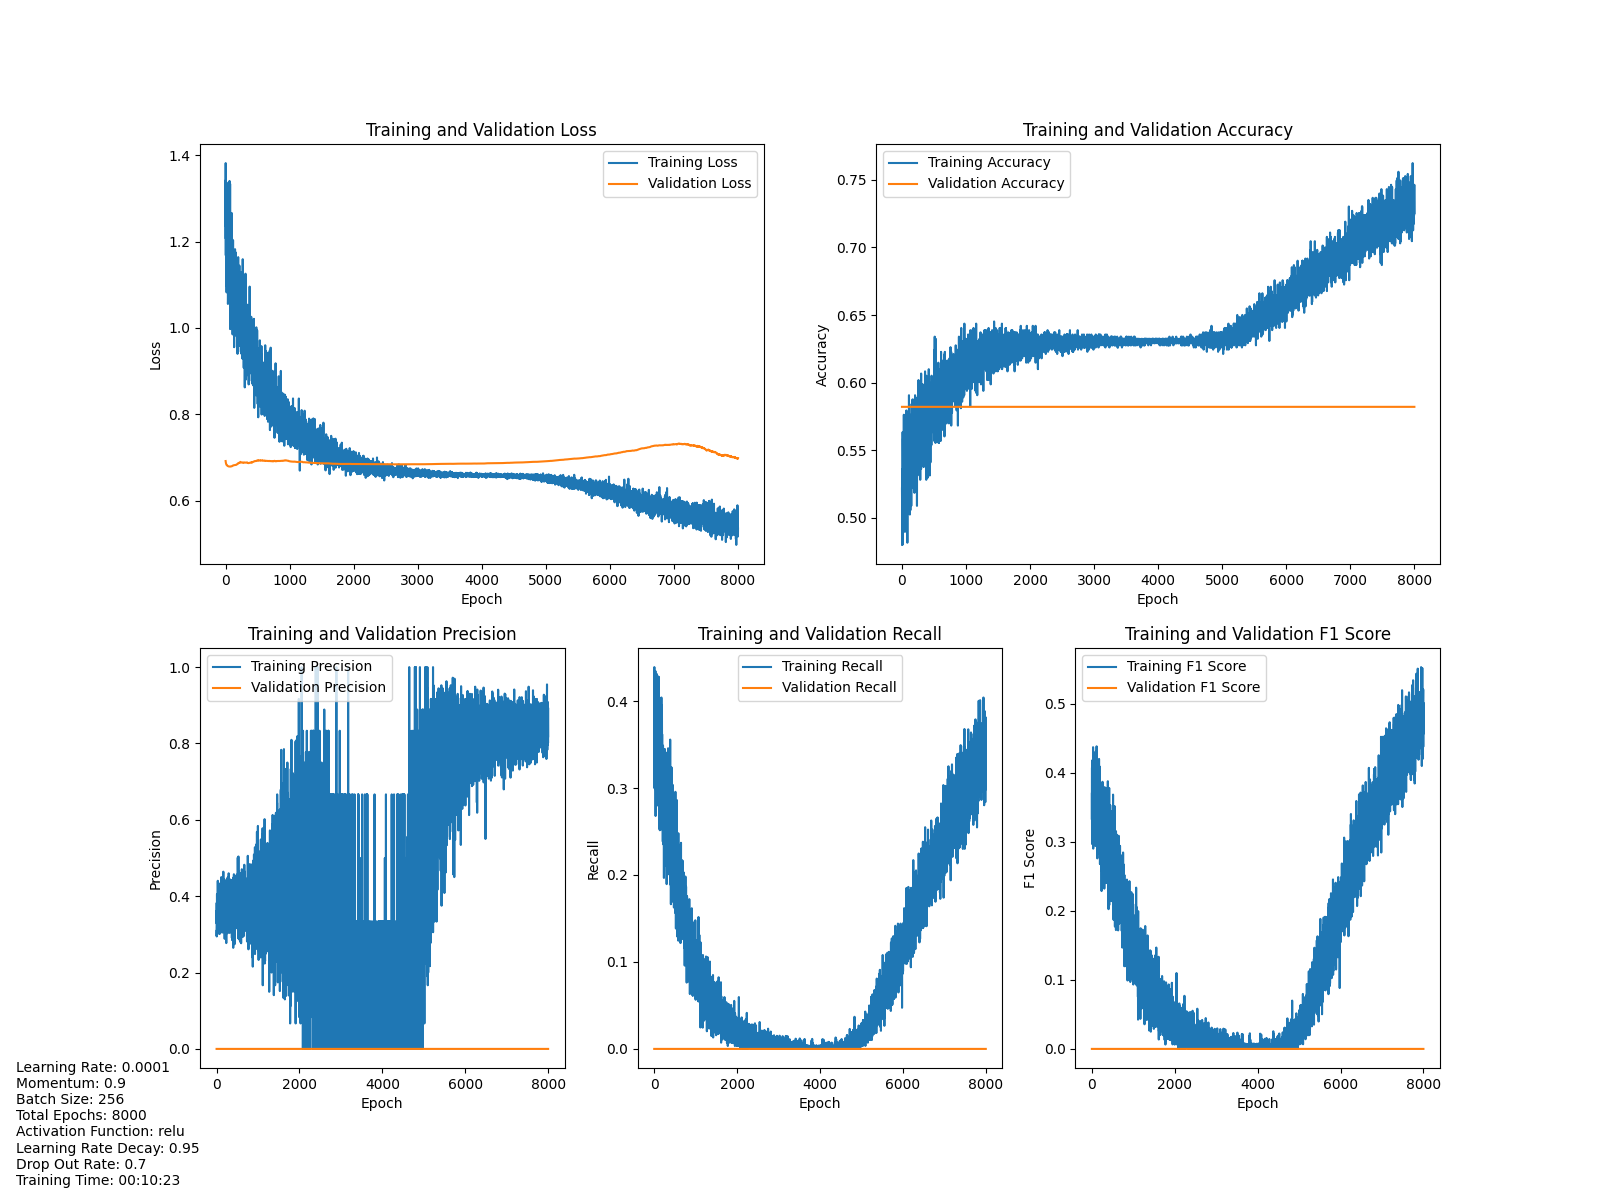 Training and Validation Loss
Training Loss
Validation Loss
1.4
1.2
1.0
0.8
0.6
Loss
0 1000 2000 3000 4000 5000 6000 7000 8000
Epoch
Training and Validation Accuracy
Training Accuracy
Validation Accuracy
0.75
0.70
0.65
0.60
0.55
0.50
Accuracy
0 1000 2000 3000 4000 5000 6000 7000 8000
Epoch
Training and Validation Precision
Training Precision
Validation Precision
1.0
0.8
0.6
0.4
0.2
0.0
Precision
0 2000 4000 6000 8000
Epoch
Training and Validation Recall
Training Recall
Validation Recall
0.4
0.3
0.2
0.1
0.0
Recall
0 2000 4000 6000 8000
Epoch
Training and Validation F1 Score
Training F1 Score
Validation F1 Score
0.5
0.4
0.3
0.2
0.1
0.0
F1 Score
0 2000 4000 6000 8000
Epoch
Learning Rate: 0.0001
Momentum: 0.9
Batch Size: 256
Total Epochs: 8000
Activation Function: relu
Learning Rate Decay: 0.95
Drop Out Rate: 0.7
Training Time: 00:10:23